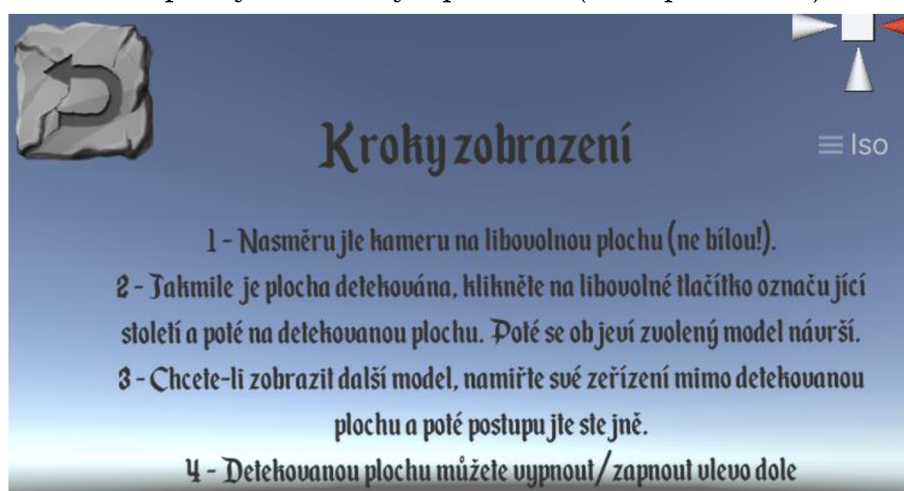 Kroky zobrazení
≡ Iso
1 - Nasměrujte kameru na libovolnou plochu (ne bílou!).
2 - Jakmile je plocha detekována, klikněte na libovolné tlačítko označující
století a poté na detekovanou plochu. Poté se objeví zvolený model návrší.
3 - Chcete-li zobrazit další model, namiřte své zeřízení mimo detekovanou
plochu a poté postupujte stejně.
4 - Detekovanou plochu můžete vypnout/zapnout vlevo dole